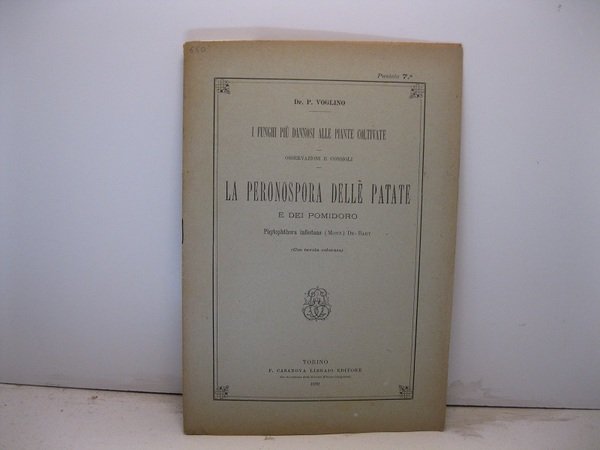 660
Puntata 7.a
Dr. P. VOGLINO
I FUNGHI PIÙ DANNOSI ALLE PIANTE COLTIVATE
OSSERVAZIONI E CONSIGLI
LA PERONOSPORA DELLE PATATE
E DEI POMIDORO
Phytophthora infestans (MONT.) DE-BARY
(Con tavola colorata)
TORINO
F. CASANOVA LIBRAIO EDITORE